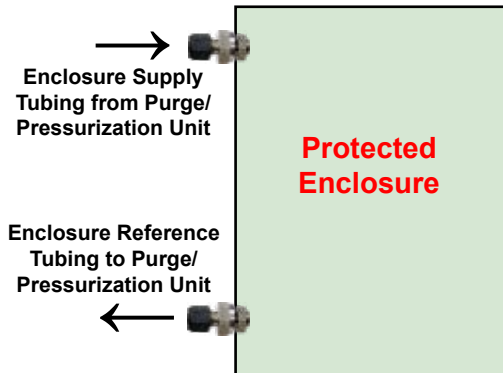 Enclosure Supply
Tubing from Purge/
Pressurization Unit
Protected
Enclosure
Enclosure Reference
Tubing to Purge/
Pressurization Unit